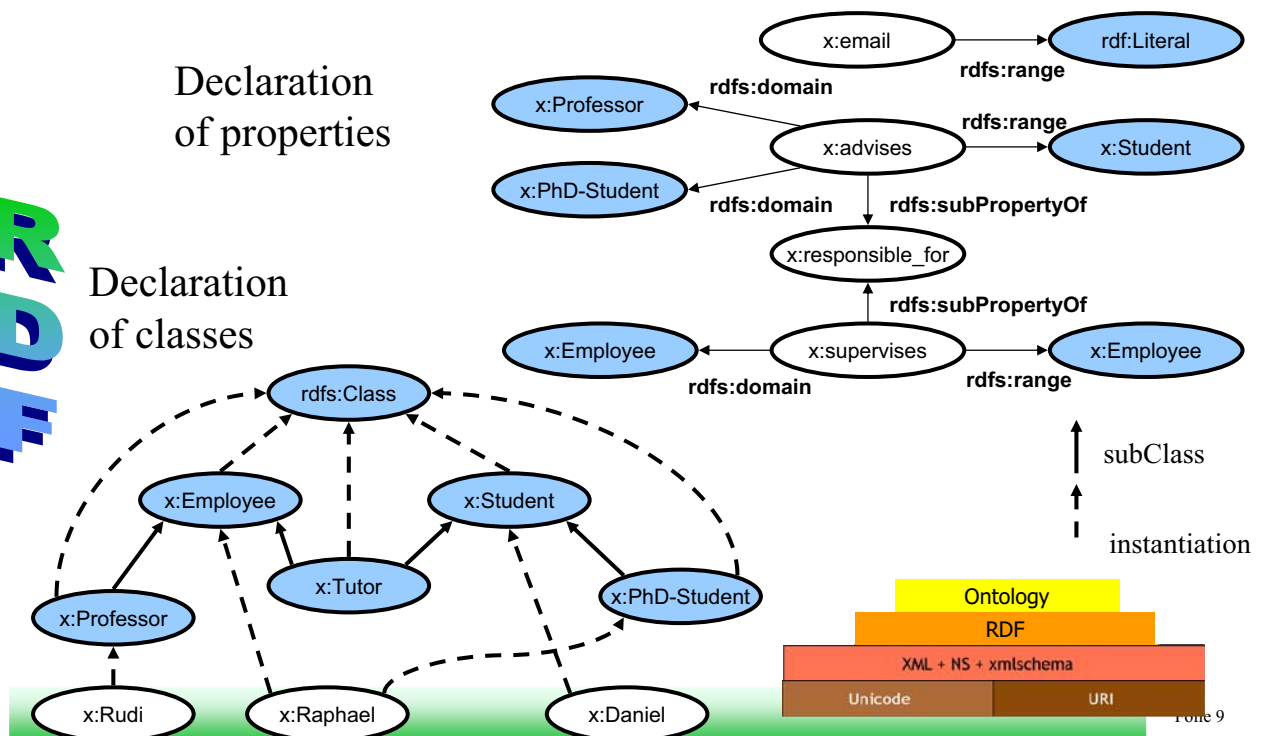 Declaration
of properties
x:email
rdf:Literal
rdfs:range
rdfs:domain
x:Professor
rdfs:range
x:advises
x:Student
x:PhD-Student
rdfs:domain
rdfs:subPropertyOf
x:responsible_for
rdfs:subPropertyOf
x:Employee
x:supervises
x:Employee
rdfs:domain
rdfs:range
R
D
F
Declaration
of classes
rdfs:Class
x:Employee
x:Student
x:Tutor
x:Professor
x:PhD-Student
x:Rudi
x:Raphael
x:Daniel
subClass
instantiation
Ontology
RDF
XML + NS + xmlschema
Unicode
URI
9